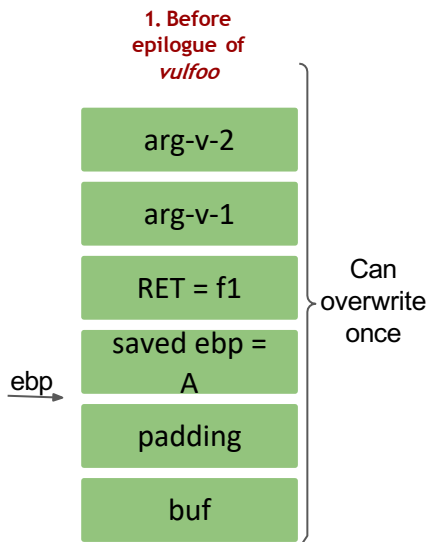 1. Before
epilogue of
vulfoo
arg-v-2
arg-v-1
RET = f1
saved ebp =
A
ebp
padding
buf
Can
overwrite
once